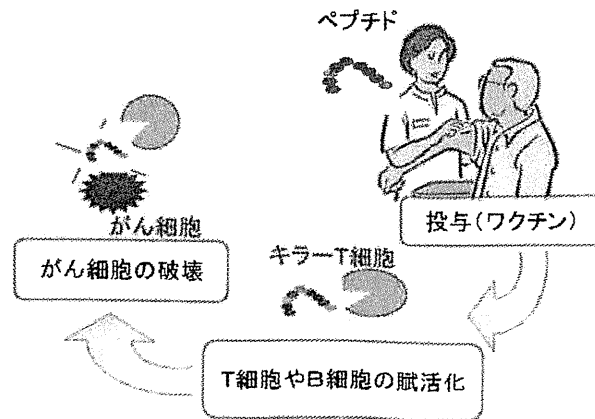 ペプチド
投与(ワクチン)
キラーT細胞
T細胞やB細胞の賦活化
がん細胞
がん細胞の破壊